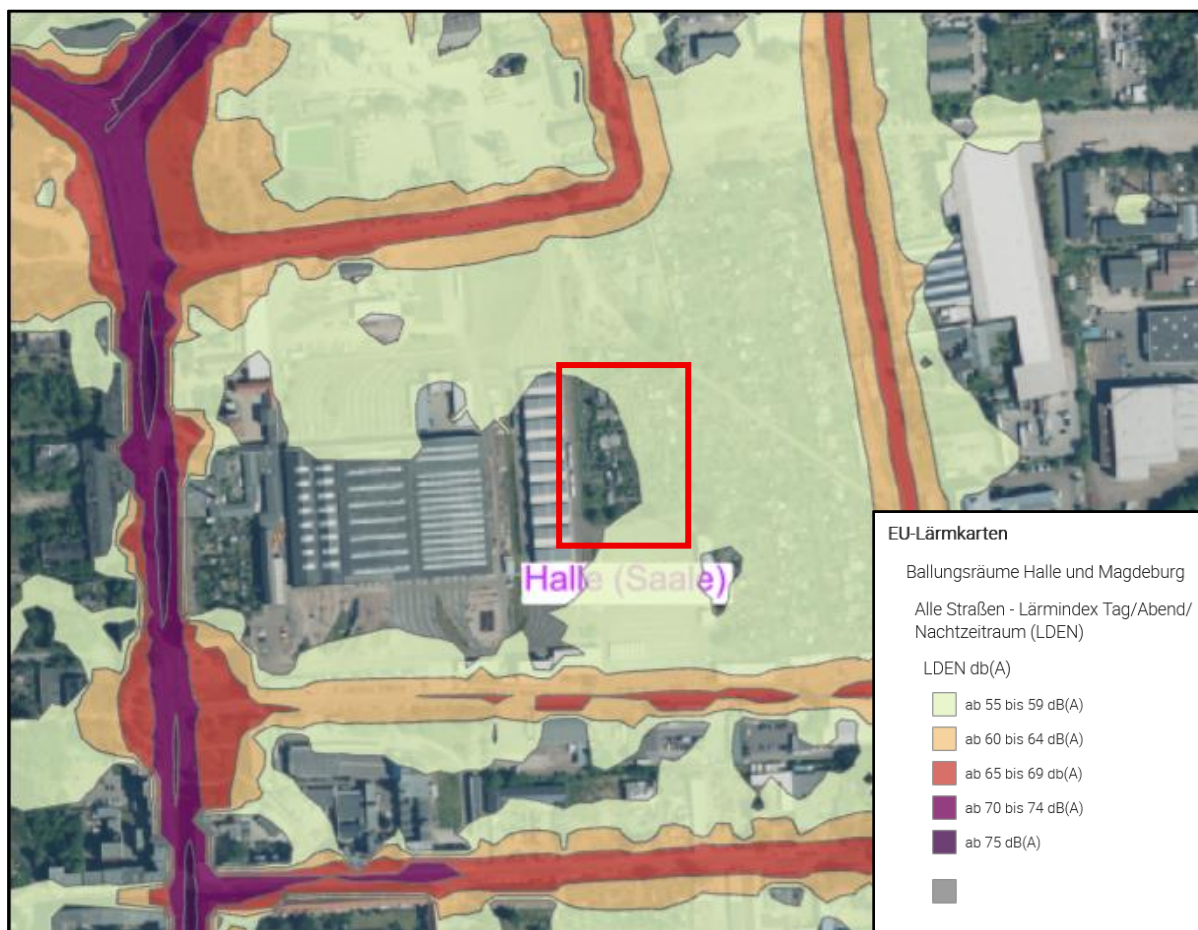 Halle (Saale)
EU-Lärmkarten
Ballungsräume Halle und Magdeburg
Alle Straßen - Lärmindex Tag/Abend/
Nachtzeitraum (LDEN)
LDEN db(A)
ab 55 bis 59 dB(A)
ab 60 bis 64 dB(A)
ab 65 bis 69 db(A)
ab 70 bis 74 dB(A)
ab 75 dB(A)